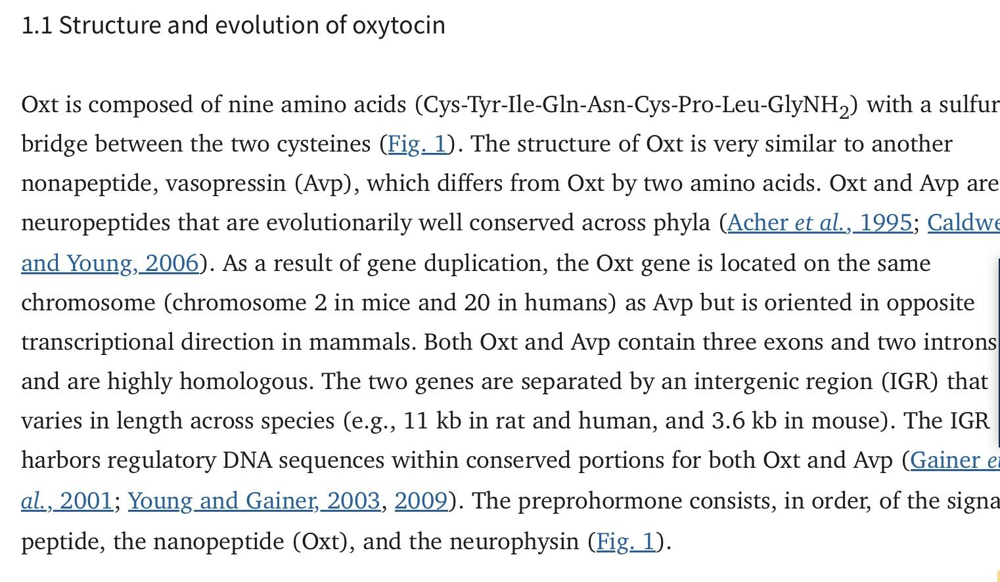 1.1 Structure and evolution of oxytocin
Oxt is composed of nine amino acids (Cys-Tyr-Ile-Gln-Asn-Cys-Pro-Leu-GlyNH₂) with a sulfur
bridge between the two cysteines (Fig. 1). The structure of Oxt is very similar to another
nonapeptide, vasopressin (Avp), which differs from Oxt by two amino acids. Oxt and Avp are
neuropeptides that are evolutionarily well conserved across phyla (Acher et al., 1995; Caldwe
and Young, 2006). As a result of gene duplication, the Oxt gene is located on the same
chromosome (chromosome 2 in mice and 20 in humans) as Avp but is oriented in opposite
transcriptional direction in mammals. Both Oxt and Avp contain three exons and two introns
and are highly homologous. The two genes are separated by an intergenic region (IGR) that
varies in length across species (e.g., 11 kb in rat and human, and 3.6 kb in mouse). The IGR
harbors regulatory DNA sequences within conserved portions for both Oxt and Avp (Gainer et
al., 2001; Young and Gainer, 2003, 2009). The preprohormone consists, in order, of the signa
peptide, the nanopeptide (Oxt), and the neurophysin (Fig. 1).